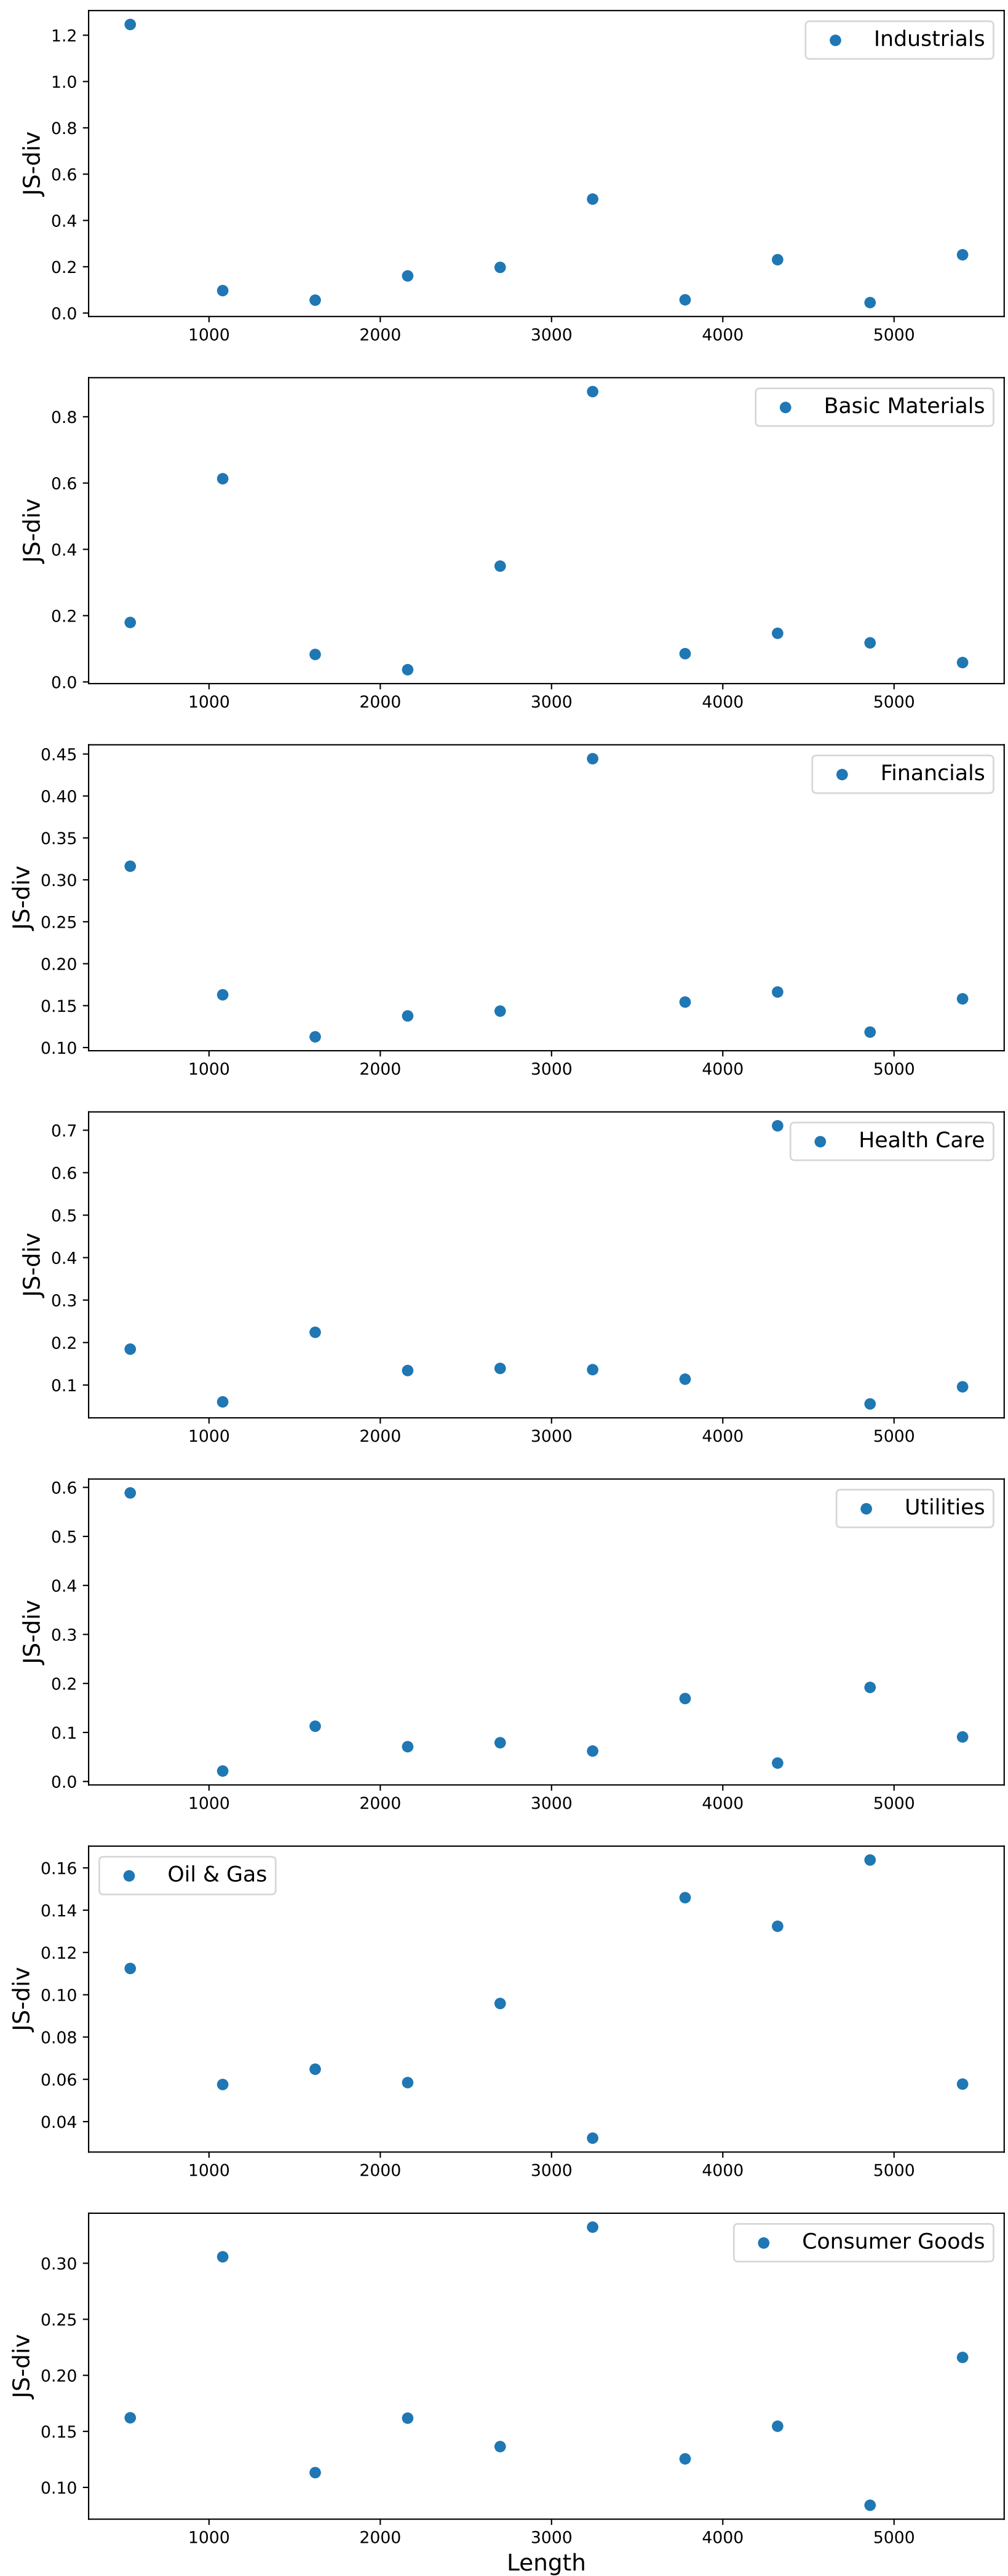 Industrials
JS-div
1.2
1.0
0.8
0.6
0.4
0.2
0.0
1000 2000 3000 4000 5000
Basic Materials
JS-div
0.8
0.6
0.4
0.2
0.0
1000 2000 3000 4000 5000
Financials
JS-div
0.45
0.40
0.35
0.30
0.25
0.20
0.15
0.10
1000 2000 3000 4000 5000
Health Care
JS-div
0.7
0.6
0.5
0.4
0.3
0.2
0.1
1000 2000 3000 4000 5000
Utilities
JS-div
0.6
0.5
0.4
0.3
0.2
0.1
0.0
1000 2000 3000 4000 5000
Oil & Gas
JS-div
0.16
0.14
0.12
0.10
0.08
0.06
0.04
1000 2000 3000 4000 5000
Consumer Goods
JS-div
0.30
0.25
0.20
0.15
0.10
1000 2000 3000 4000 5000
Length